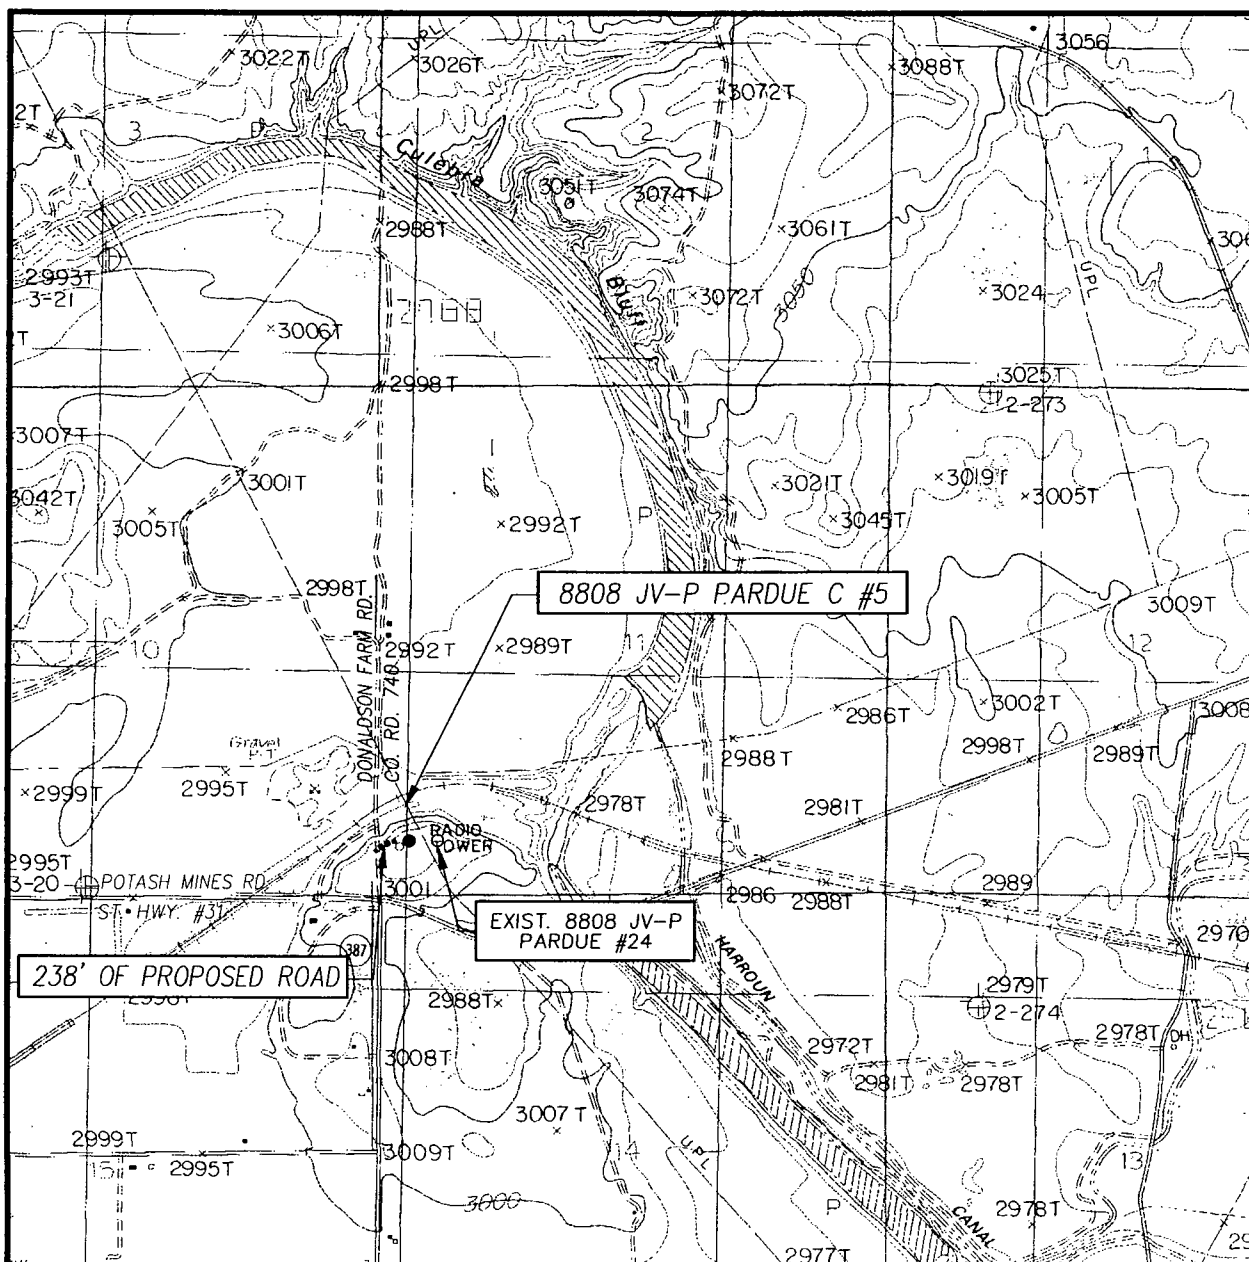 3056
3022T
UPL
3026T
3088T
3072T
2T
3
2
1
Culebra
3051T
3074T
3061T
306
2988T
2993T
3-21
Bluff
3072T
3050
3024
UPL
3006T
2T
2998T
3025T
2-273
3007T
3001T
3021T
3019T
3005T
3042T
3005T
2992T
P
3045T
2998T
8808 JV-P PARDUE C #5
3009T
10
2992T
2989T
11
12
DONALDSON FARM RD.
CO. RD. 740
3002T
3008
2986T
2998T
2989T
Gravel
2988T
2999T
2995T
2978T
2981T
RADIO
TOWER
2995T
3-20
POTASH MINES RD
3001
2986
2988T
2989
ST. HWY. #31
EXIST. 8808 JV-P
PARDUE #24
387
HARROUN
2970
238' OF PROPOSED ROAD
2988T
2979T
2-274
2978T
DH
3008T
2972T
2981T
2978T
3007T
2999T
3009T
UPL
14
13
15
2995T
3000
P
CANAL
2978T
2977T